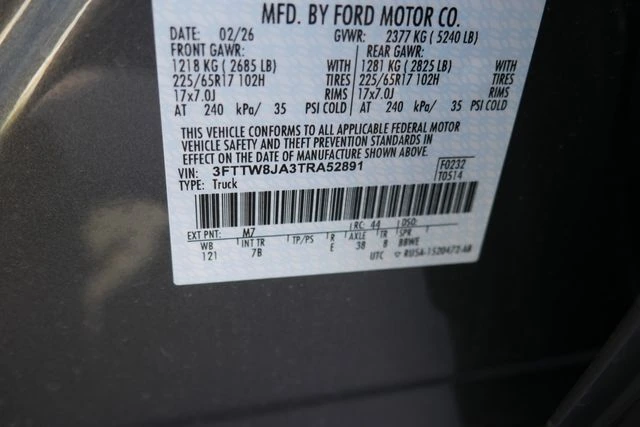 MFD. BY FORD MOTOR CO.
DATE: 02/26 GVWR: 2377 KG ( 5240 LB)
FRONT GAWR: REAR GAWR:
1218 KG ( 2685 LB) WITH 1281 KG ( 2825 LB) WITH
225/65R17 102H TIRES 225/65R17 102H TIRES
17x7.0J RIMS 17x7.0J RIMS
AT 240 kPa/ 35 PSI COLD AT 240 kPa/ 35 PSI COLD
THIS VEHICLE CONFORMS TO ALL APPLICABLE FEDERAL MOTOR
VEHICLE SAFETY AND THEFT PREVENTION STANDARDS IN
EFFECT ON THE DATE OF MANUFACTURE SHOWN ABOVE.
VIN: 3FTTW8JA3TRA52891 F0232
TYPE: Truck T0514
EXT PNT: M7 RC: 44 DSO:
WB INT TR TP/PS R AXLE TR SPR
121 7B E 38 8 BBWE
UTC RU5A-1520472-AB